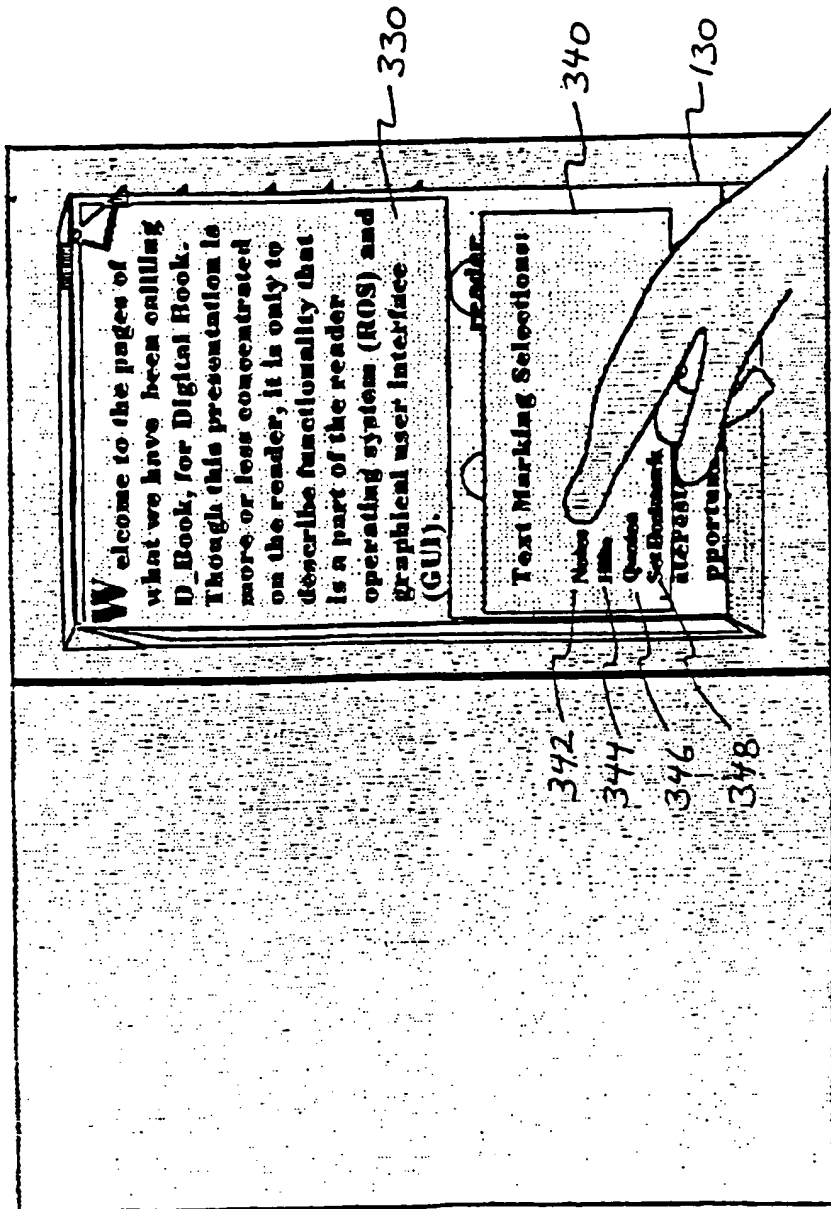 Welcome to the pages of
what we have been calling
D_Book, for Digital Book.
Though this presentation is
more or less concentrated
on the reader, it is only to
describe functionality that
is a part of the reader
operating system (ROS) and
graphical user interface
(GUI).
reader.
Text Marking Selections:
Notes
Quotes
Set Bookmark
330
340
130
342
344
346
348